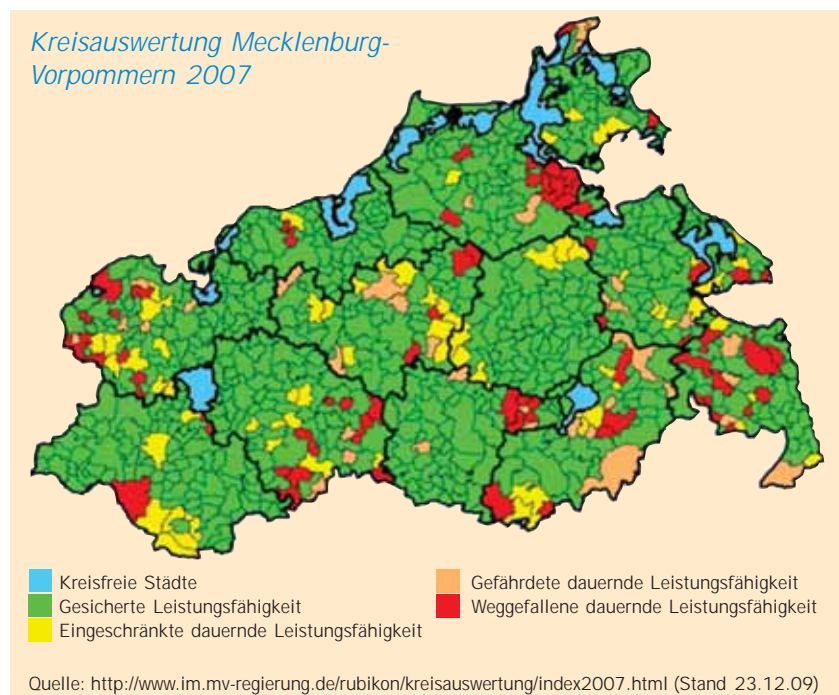 Kreisauswertung Mecklenburg-
Vorpommern 2007
Kreisfreie Städte
Gesicherte Leistungsfähigkeit
Eingeschränkte dauernde Leistungsfähigkeit
Gefährdete dauernde Leistungsfähigkeit
Weggefallene dauernde Leistungsfähigkeit
Quelle: http://www.im.mv-regierung.de/rubikon/kreisauswertung/index2007.html (Stand 23.12.09)